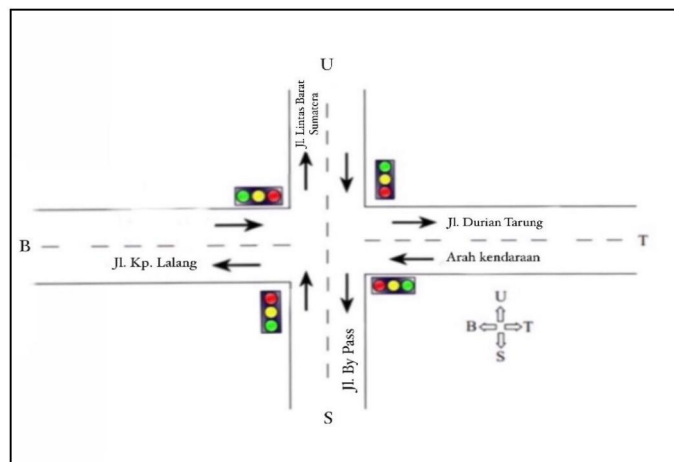 U
Jl. Lintas Barat
Sumatera
Jl. Durian Tarung
B
T
Jl. Kp. Lalang
Arah kendaraan
Jl. By Pass
U
B
T
S
S